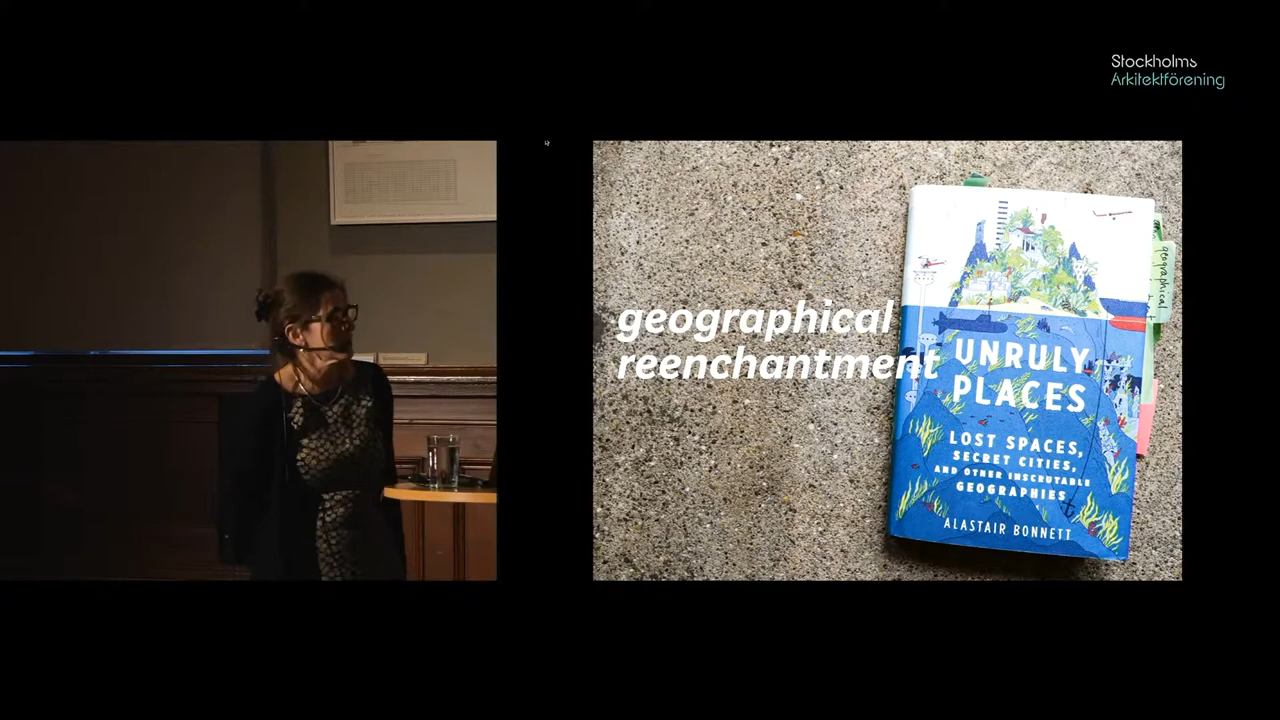 Stockholms
Arkitektförening
geographical
reenchantment
UNRULY
PLACES
LOST SPACES,
SECRET CITIES,
AND OTHER INSCRUTABLE
GEOGRAPHIES
ALASTAIR BONNETT
geographical